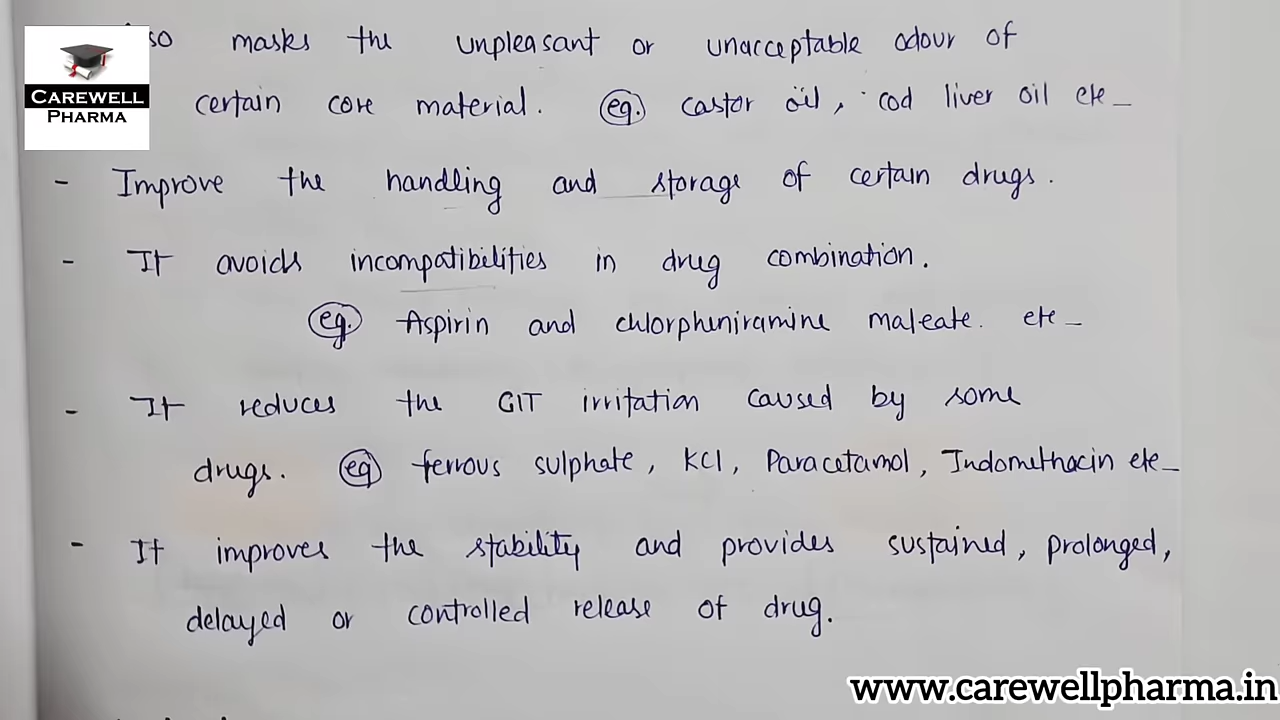 so masks the unpleasant or unacceptable odour of
CAREWELL
PHARMA
certain core material. eg. castor oil, cod liver oil etc_
- Improve the handling and storage of certain drugs.
- It avoids incompatibilities in drug combination.
eg. Aspirin and chlorpheniramine maleate. etc_
- It reduces the GIT irritation caused by some
drugs. eg ferrous sulphate, KCl, Paracetamol, Indomethacin etc_
- It improves the stability and provides sustained, prolonged,
delayed or controlled release of drug.
www.carewellpharma.in